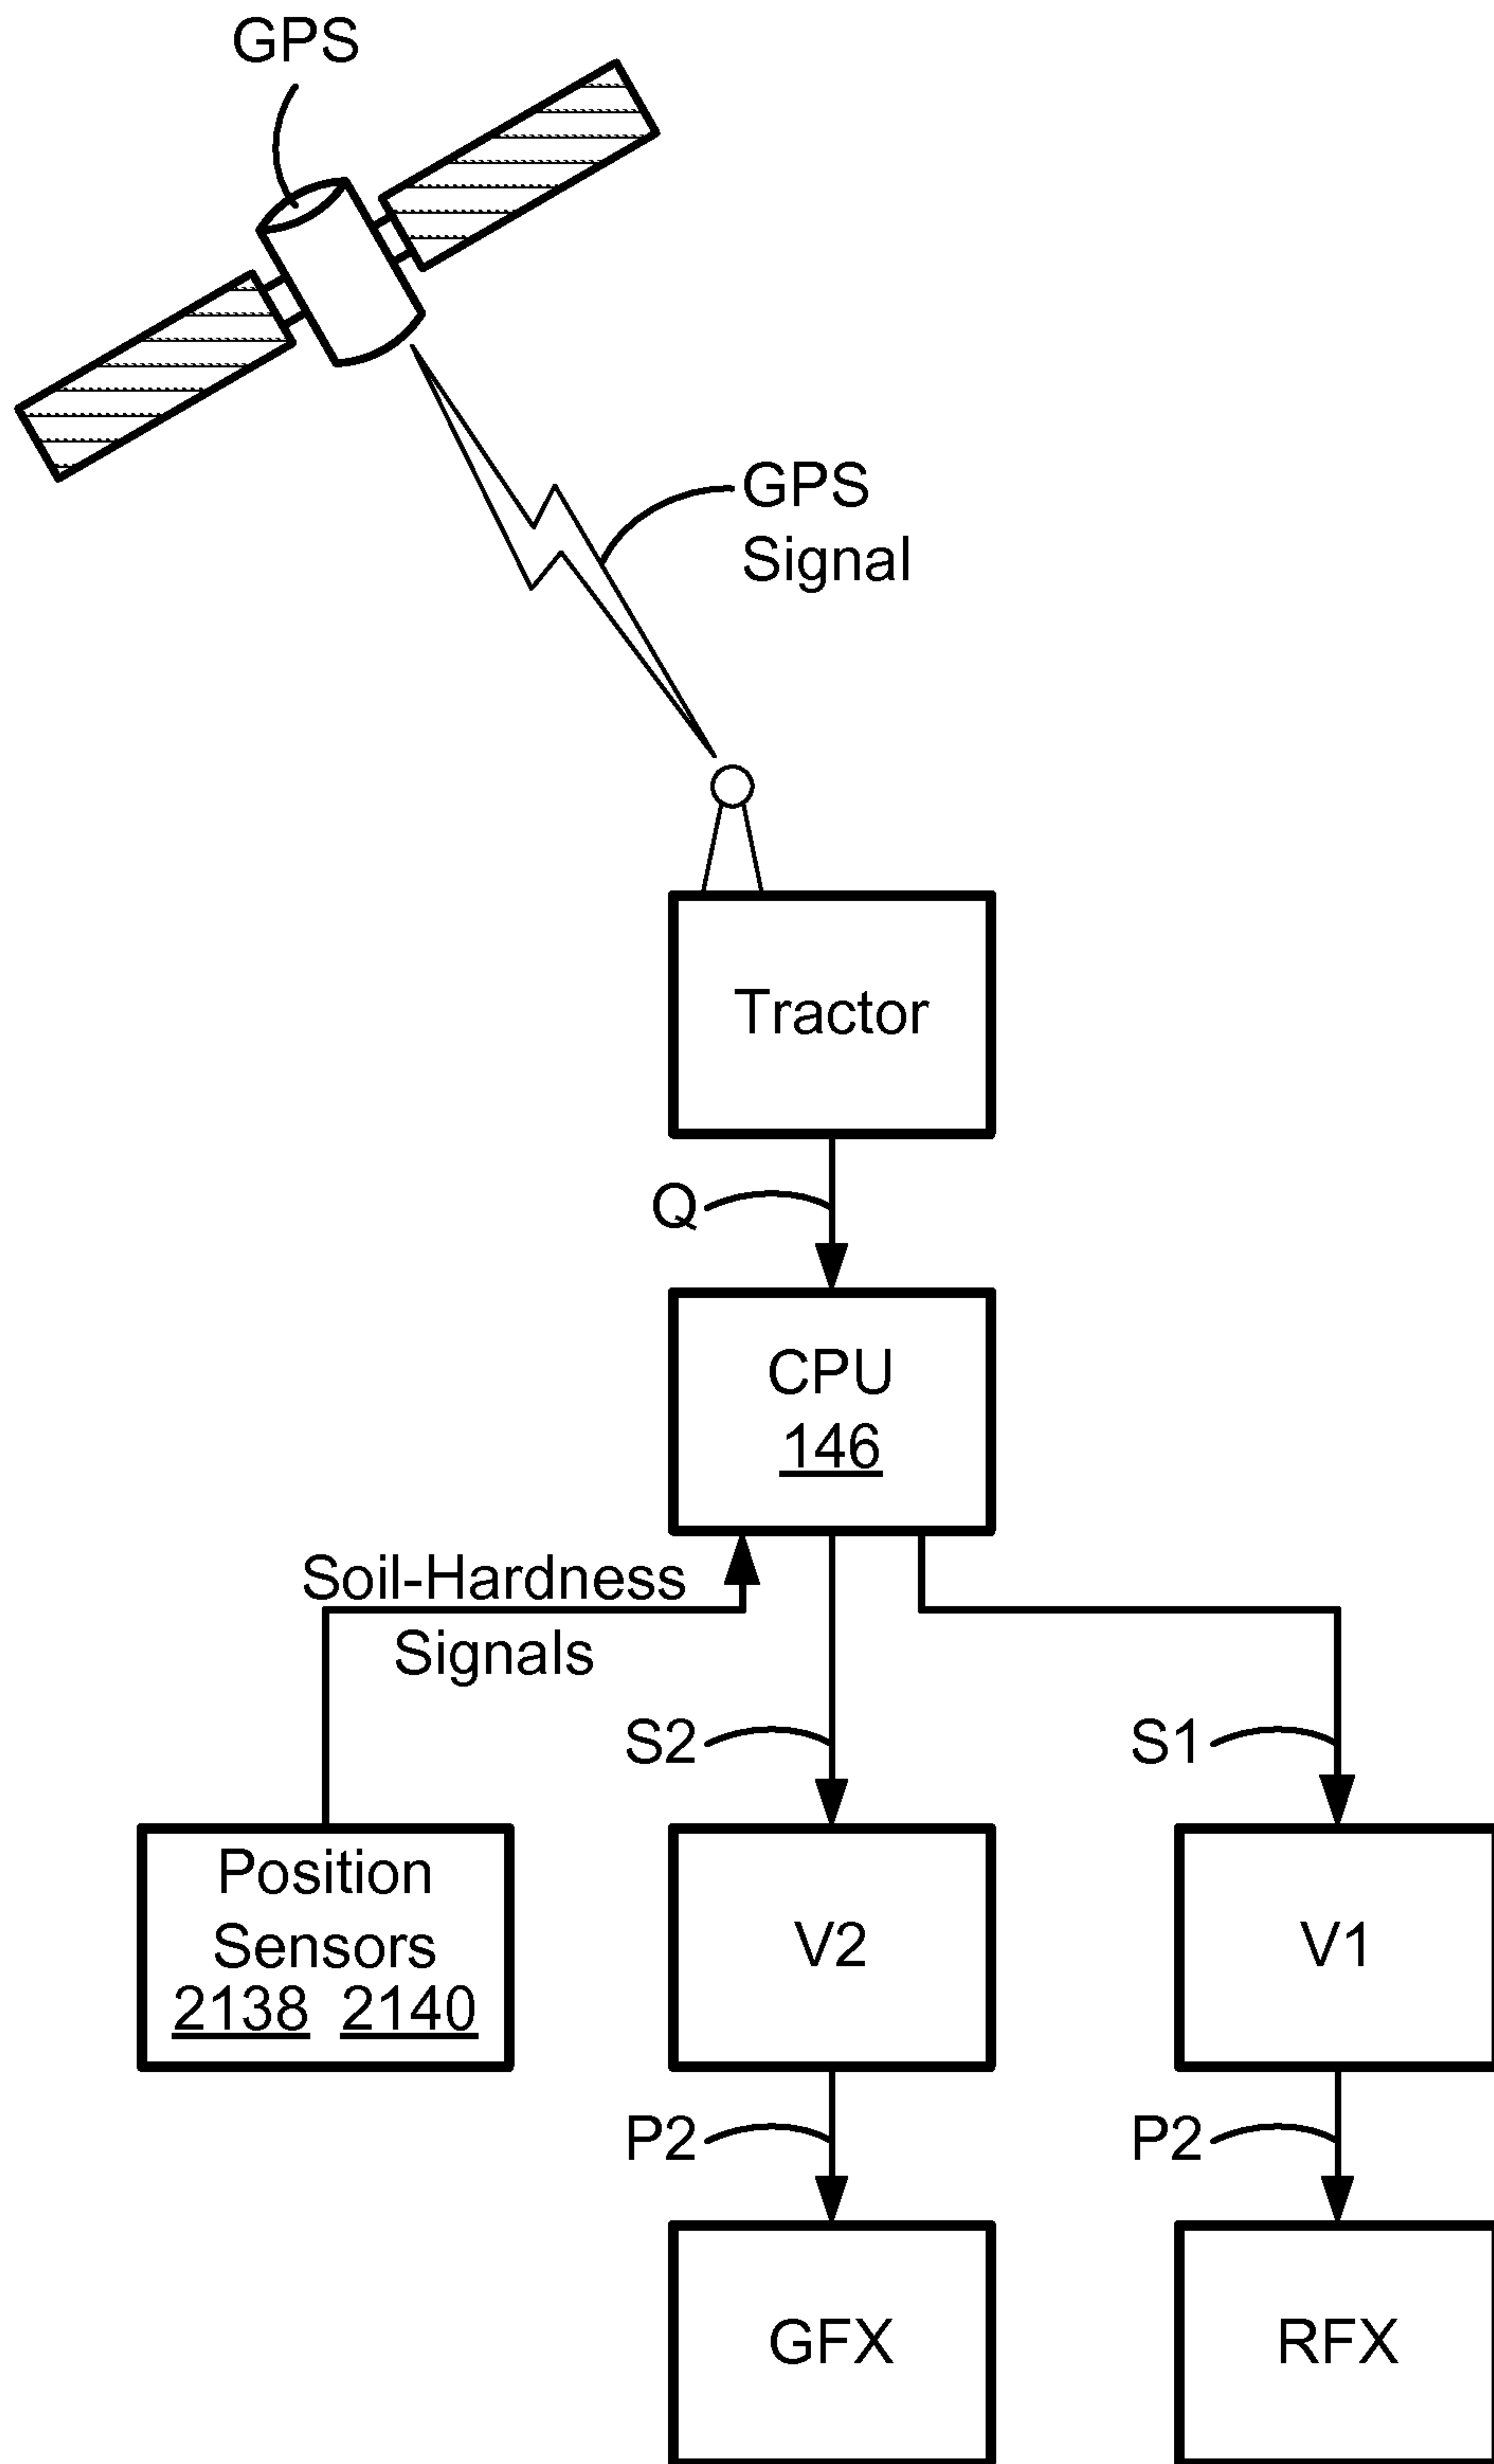 GPS
GPS
Signal
Tractor
Q
CPU
146
Soil-Hardness
Signals
S2
S1
Position
Sensors
2138 2140
V2
V1
P2
P2
GFX
RFX